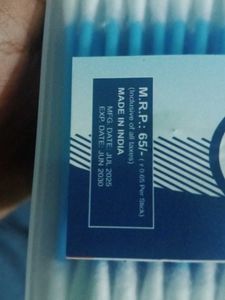 M.R.P.: 65/- (₹ 0.65 Per Stick)
(Inclusive of all taxes)
MADE IN INDIA
MFG. DATE: JUL 2025
EXP. DATE: JUN 2030